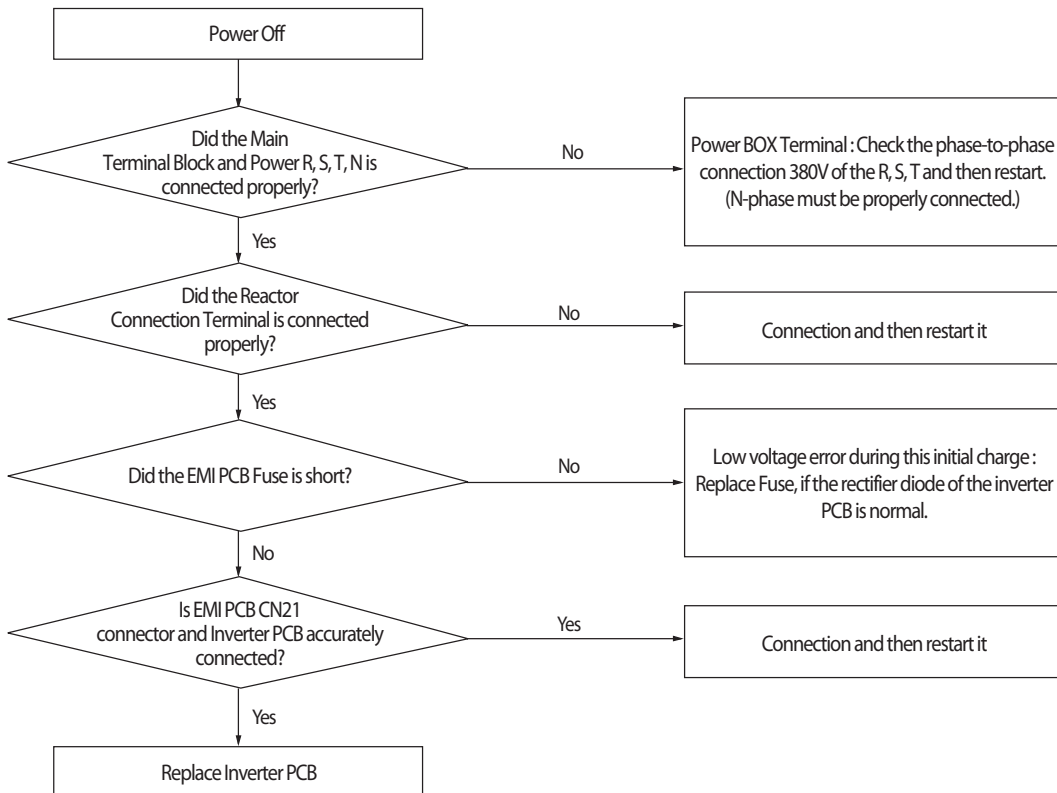 Power Off
Did the Main
Terminal Block and Power R, S, T, N is
connected properly?
No
Power BOX Terminal : Check the phase-to-phase
connection 380V of the R, S, T and then restart.
(N-phase must be properly connected.)
Yes
Did the Reactor
Connection Terminal is connected
properly?
No
Connection and then restart it
Yes
Did the EMI PCB Fuse is short?
No
Low voltage error during this initial charge :
Replace Fuse, if the rectifier diode of the inverter
PCB is normal.
No
Is EMI PCB CN21
connector and Inverter PCB accurately
connected?
Yes
Connection and then restart it
Yes
Replace Inverter PCB